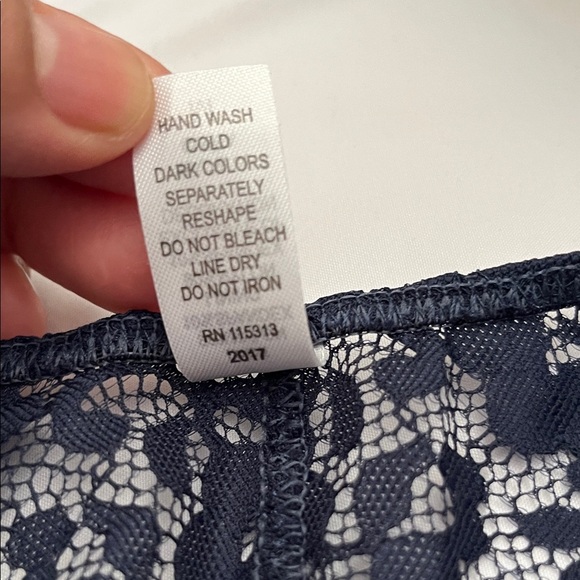 HAND WASH
COLD
DARK COLORS
SEPARATELY
RESHAPE
DO NOT BLEACH
LINE DRY
DO NOT IRON
RN 115313
2017